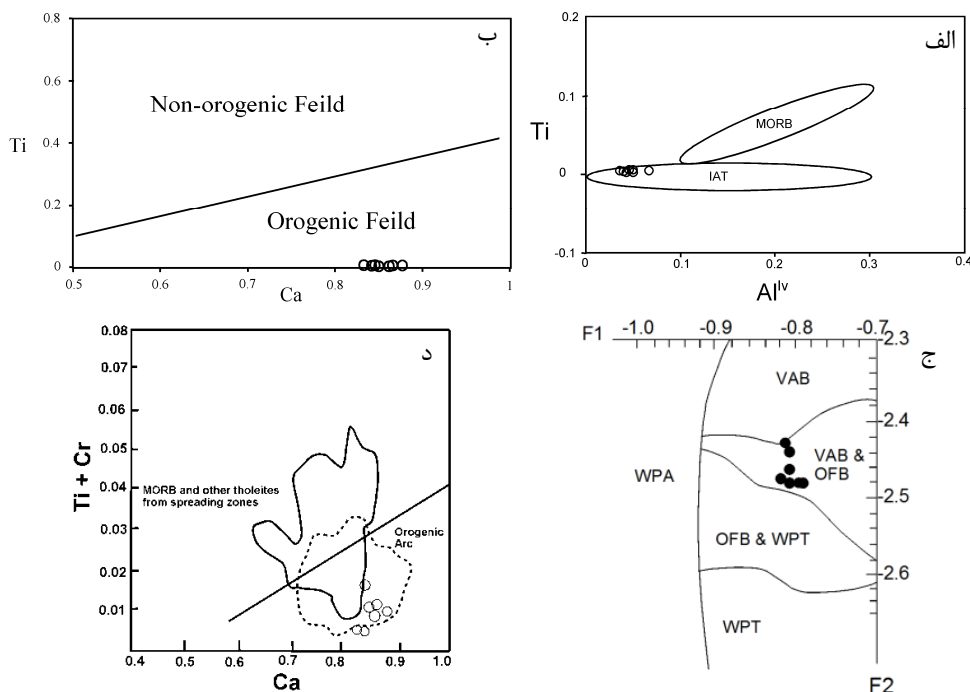 ب
0.8
0.6
0.4
0.2
0
Ti
Non-orogenic Feild
Orogenic Feild
0.5
0.6
0.7
0.8
0.9
1
Ca
الف
0.2
0.1
0
-0.1
Ti
MORB
IAT
0
0.1
0.2
0.3
0.4
Al^Iv
د
0.08
0.07
0.06
0.05
0.04
0.03
0.02
0.01
Ti + Cr
MORB and other tholeites
from spreading zones
Orogenic
Arc
0.4
0.5
0.6
0.7
0.8
0.9
1.0
Ca
ج
F1
-1.0
-0.9
-0.8
-0.7
-2.3
-2.4
-2.5
-2.6
VAB
VAB &
OFB
WPA
OFB & WPT
WPT
F2